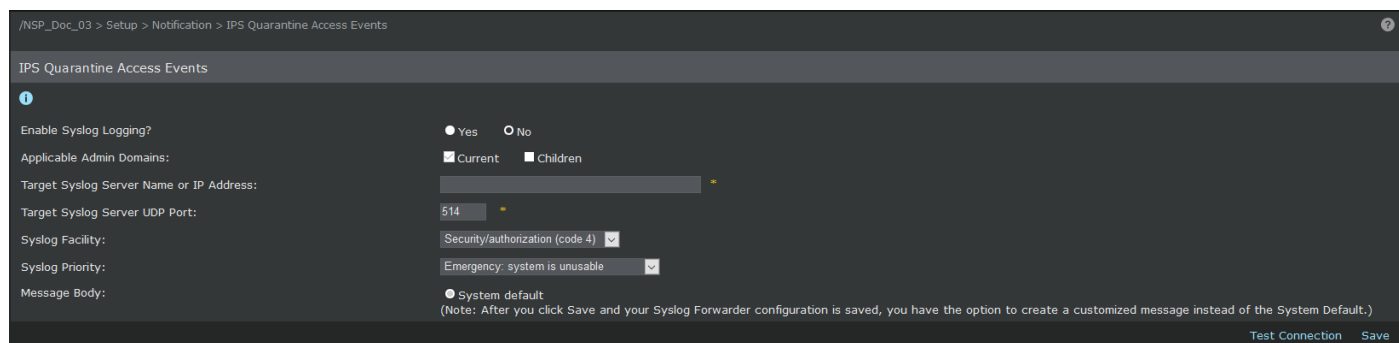 /NSP_Doc_03 > Setup > Notification > IPS Quarantine Access Events
IPS Quarantine Access Events
Enable Syslog Logging? Yes No
Applicable Admin Domains: Current Children
Target Syslog Server Name or IP Address: *
Target Syslog Server UDP Port: 514 *
Syslog Facility: Security/authorization (code 4)
Syslog Priority: Emergency: system is unusable
Message Body: System default
(Note: After you click Save and your Syslog Forwarder configuration is saved, you have the option to create a customized message instead of the System Default.)
Test Connection Save